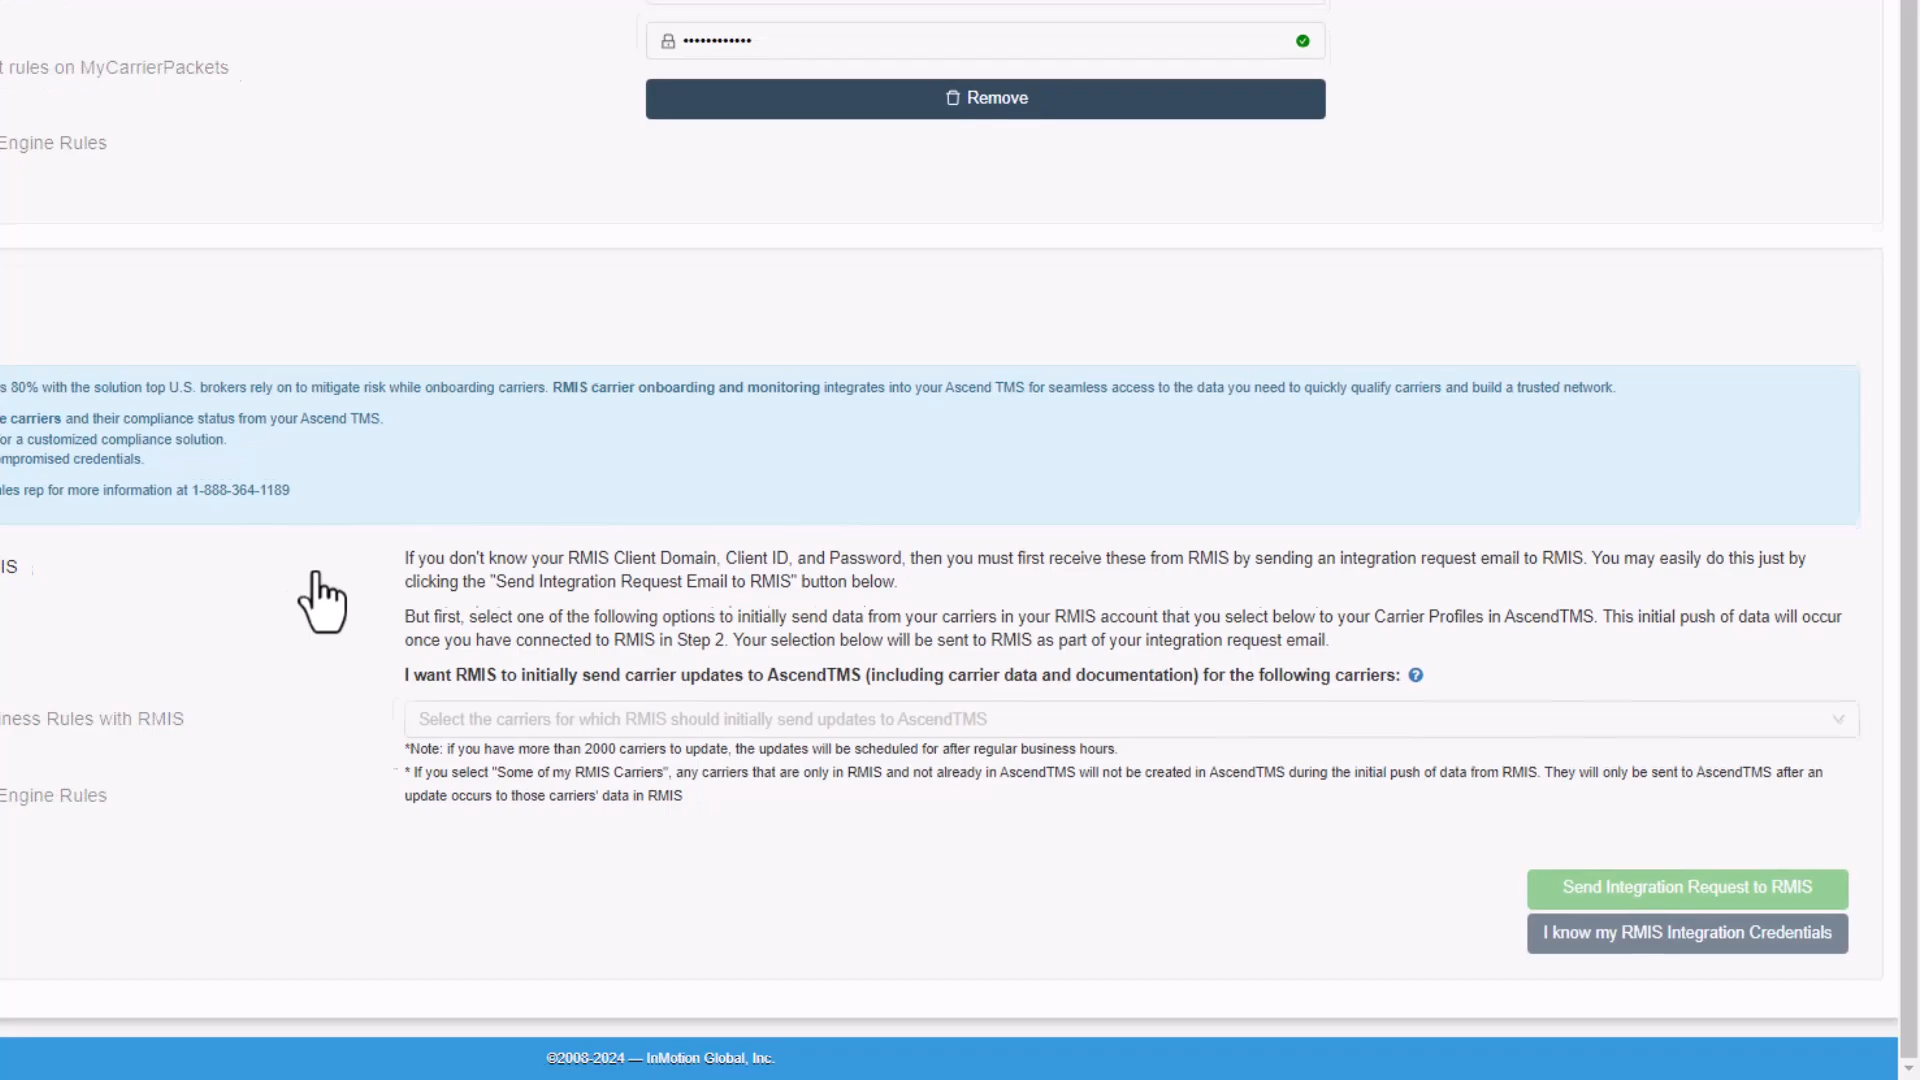 ••••••••••••
t rules on MyCarrierPackets
Remove
Engine Rules
s 80% with the solution top U.S. brokers rely on to mitigate risk while onboarding carriers. RMIS carrier onboarding and monitoring integrates into your Ascend TMS for seamless access to the data you need to quickly qualify carriers and build a trusted network.
e carriers and their compliance status from your Ascend TMS.
or a customized compliance solution.
ompromised credentials.
les rep for more information at 1-888-364-1189
IS
If you don't know your RMIS Client Domain, Client ID, and Password, then you must first receive these from RMIS by sending an integration request email to RMIS. You may easily do this just by
clicking the "Send Integration Request Email to RMIS" button below.
But first, select one of the following options to initially send data from your carriers in your RMIS account that you select below to your Carrier Profiles in AscendTMS. This initial push of data will occur
once you have connected to RMIS in Step 2. Your selection below will be sent to RMIS as part of your integration request email.
I want RMIS to initially send carrier updates to AscendTMS (including carrier data and documentation) for the following carriers:
iness Rules with RMIS
Select the carriers for which RMIS should initially send updates to AscendTMS
*Note: if you have more than 2000 carriers to update, the updates will be scheduled for after regular business hours.
* If you select "Some of my RMIS Carriers", any carriers that are only in RMIS and not already in AscendTMS will not be created in AscendTMS during the initial push of data from RMIS. They will only be sent to AscendTMS after an
update occurs to those carriers' data in RMIS
Engine Rules
Send Integration Request to RMIS
I know my RMIS Integration Credentials
©2008-2024 — InMotion Global, Inc.